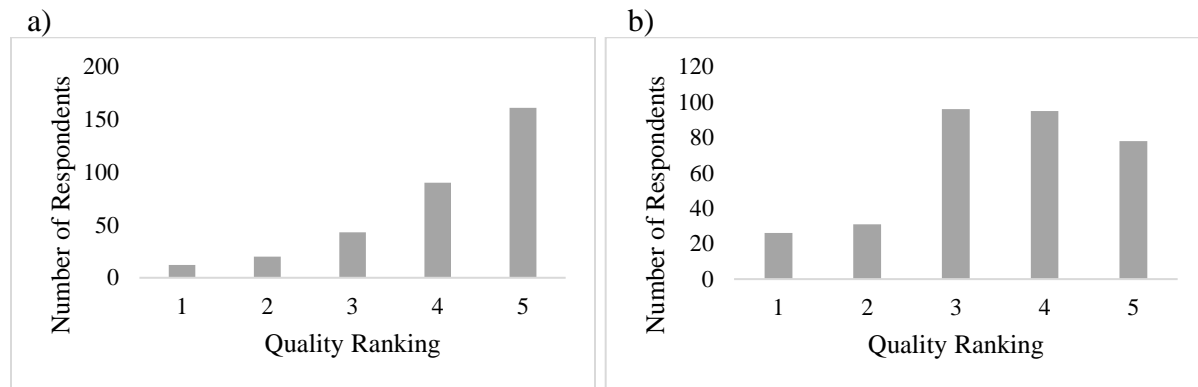 a)
Number of Respondents
200
150
100
50
0
1 2 3 4 5
Quality Ranking
b)
Number of Respondents
120
100
80
60
40
20
0
1 2 3 4 5
Quality Ranking